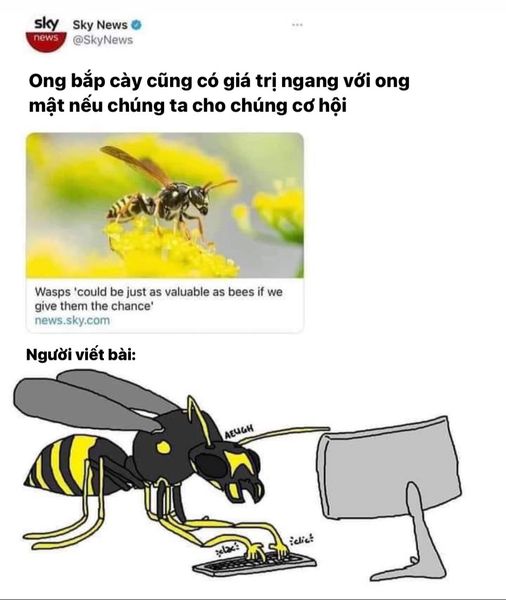 sky
news
Sky News
@SkyNews
Ong bắp cày cũng có giá trị ngang với ong
mật nếu chúng ta cho chúng cơ hội
Wasps 'could be just as valuable as bees if we
give them the chance'
news.sky.com
Người viết bài:
AEUGH
clac
clic